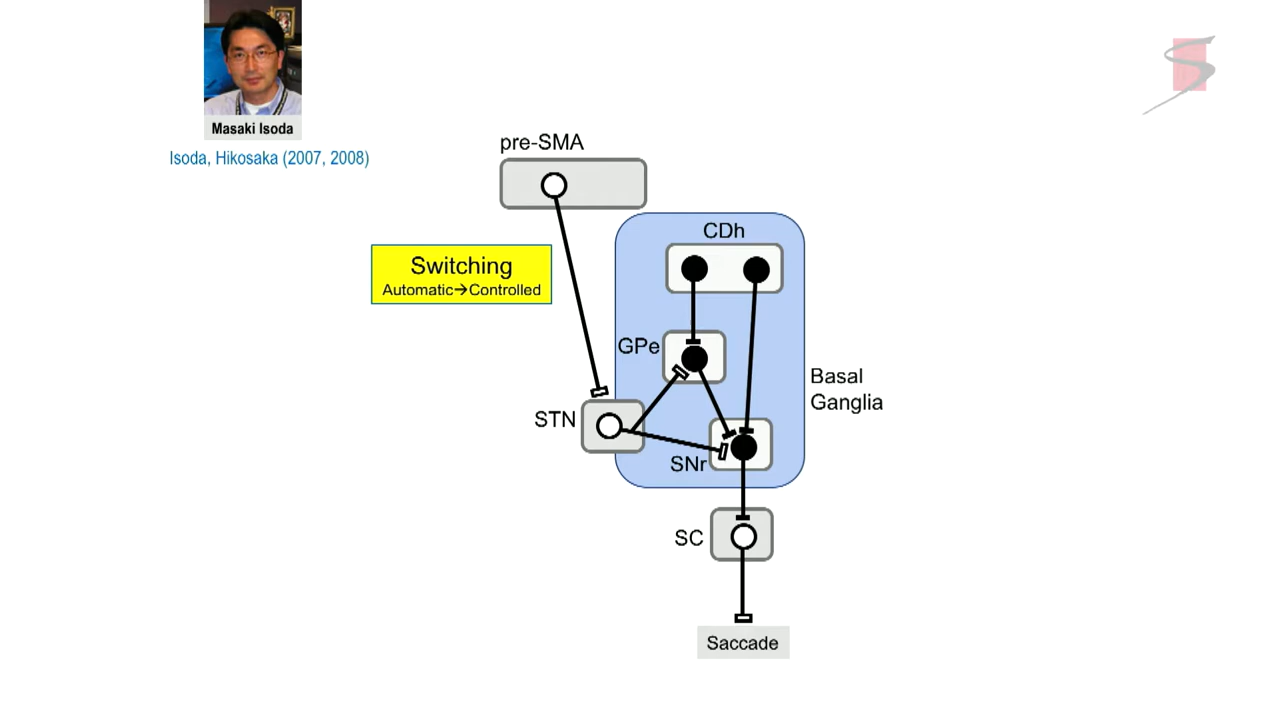 Masaki Isoda
Isoda, Hikosaka (2007, 2008)
pre-SMA
CDh
Switching
Automatic→Controlled
GPe
Basal
Ganglia
STN
SNr
SC
Saccade